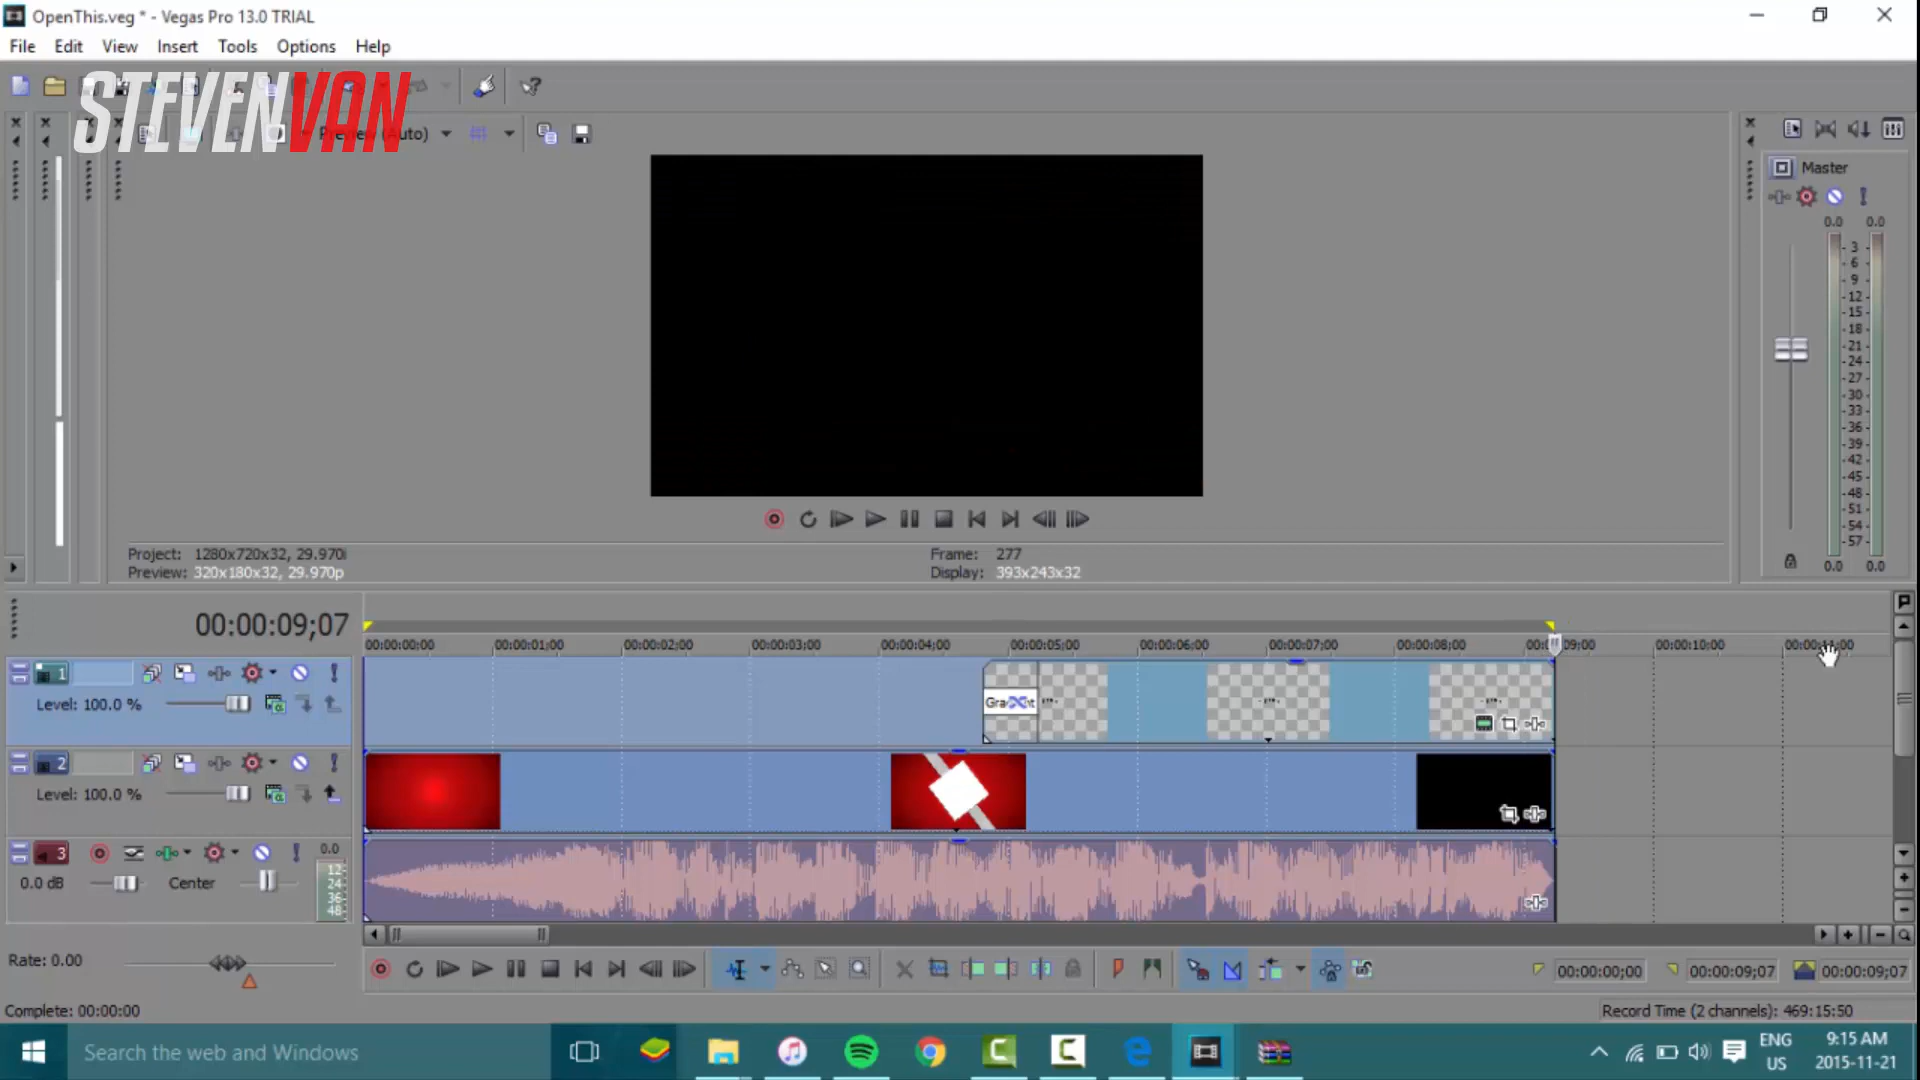 OpenThis.veg * - Vegas Pro 13.0 TRIAL
File Edit View Insert Tools Options Help
STEVENVAN
Preview (Auto)
Master
0.0 0.0
3
6
9
12
15
18
21
24
27
30
33
36
39
42
45
48
51
54
57
0.0 0.0
Project: 1280x720x32, 29.970i
Preview: 320x180x32, 29.970p
Frame: 277
Display: 393x243x32
00:00:09;07
00:00:00;00 00:00:01;00 00:00:02;00 00:00:03;00 00:00:04;00 00:00:05;00 00:00:06;00 00:00:07;00 00:00:08;00 00:00:09;00 00:00:10;00 00:00:11;00
1
Level: 100.0 %
2
Level: 100.0 %
3
0.0 dB Center
0.0
12
24
36
48
Rate: 0.00
00:00:00;00 00:00:09;07 00:00:09;07
Complete: 00:00:00
Record Time (2 channels): 469:15:50
Search the web and Windows
ENG
US
9:15 AM
2015-11-21